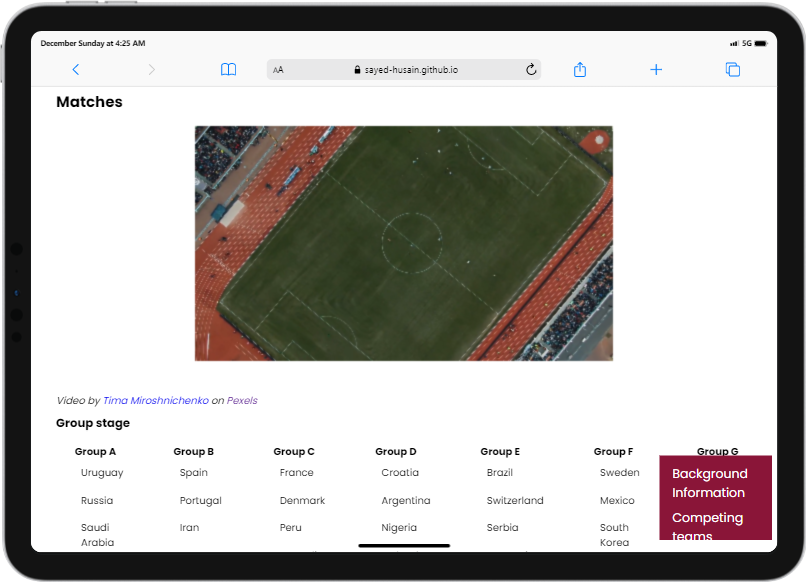 December Sunday at 4:25 AM
5G
AA
sayed-husain.github.io
Matches
Video by Tima Miroshnichenko on Pexels
Group stage
Group A Group B Group C Group D Group E Group F Group G
Uruguay Spain France Croatia Brazil Sweden
Russia Portugal Denmark Argentina Switzerland Mexico
Saudi Arabia Iran Peru Nigeria Serbia South Korea
Background
Information
Competing
teams